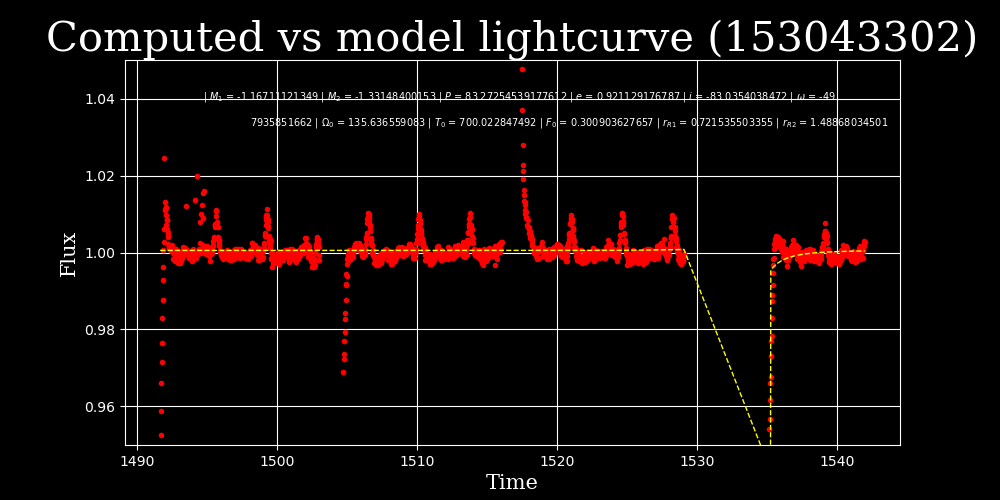 Computed vs model lightcurve (153043302)
| M₁ = -1.16711121349 | M₂ = -1.33148400153 | P = 83.2725453917761​2 | e = 0.921129176787 | i = -83.0354038472 | ω = -49.
7935851662 | Ω₀ = 135.636559083 | T₀ = 700.022847492 | F₀ = 0.300903627657 | r_R1 = 0.721535503355 | r_R2 = 1.48868034501
1.04
1.02
1.00
0.98
0.96
Flux
1490 1500 1510 1520 1530 1540
Time